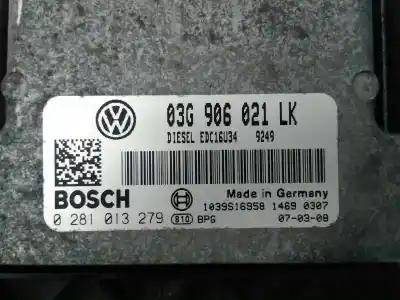 03G 906 021 LK
DIESEL EDC16U34 9249
BOSCH
Made in Germany
1039S16958 1469 0307
0 281 013 279 810 BPG 07-03-08